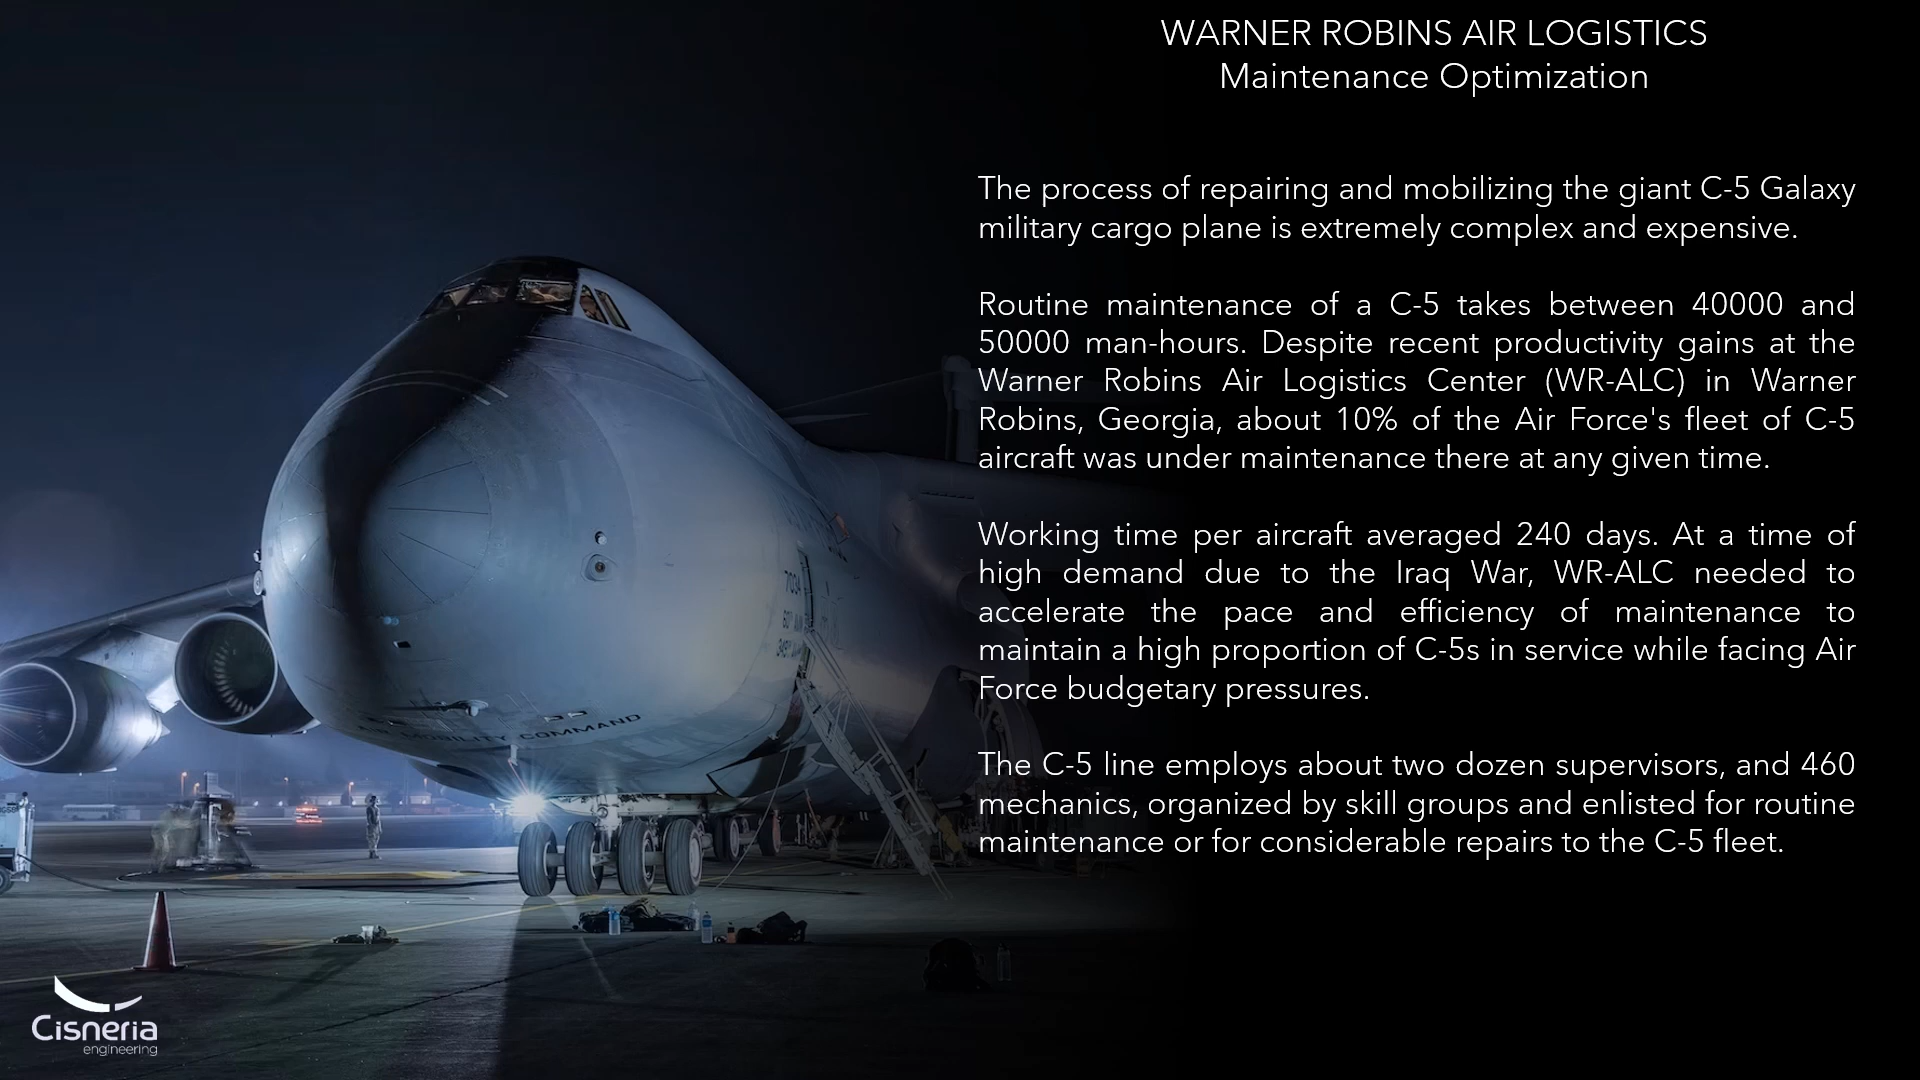 WARNER ROBINS AIR LOGISTICS
Maintenance Optimization
The process of repairing and mobilizing the giant C-5 Galaxy
military cargo plane is extremely complex and expensive.
Routine maintenance of a C-5 takes between 40000 and
50000 man-hours. Despite recent productivity gains at the
Warner Robins Air Logistics Center (WR-ALC) in Warner
Robins, Georgia, about 10% of the Air Force's fleet of C-5
aircraft was under maintenance there at any given time.
Working time per aircraft averaged 240 days. At a time of
high demand due to the Iraq War, WR-ALC needed to
accelerate the pace and efficiency of maintenance to
maintain a high proportion of C-5s in service while facing Air
Force budgetary pressures.
The C-5 line employs about two dozen supervisors, and 460
mechanics, organized by skill groups and enlisted for routine
maintenance or for considerable repairs to the C-5 fleet.
7034
MOBILITY COMMAND
Cisneria
engineering